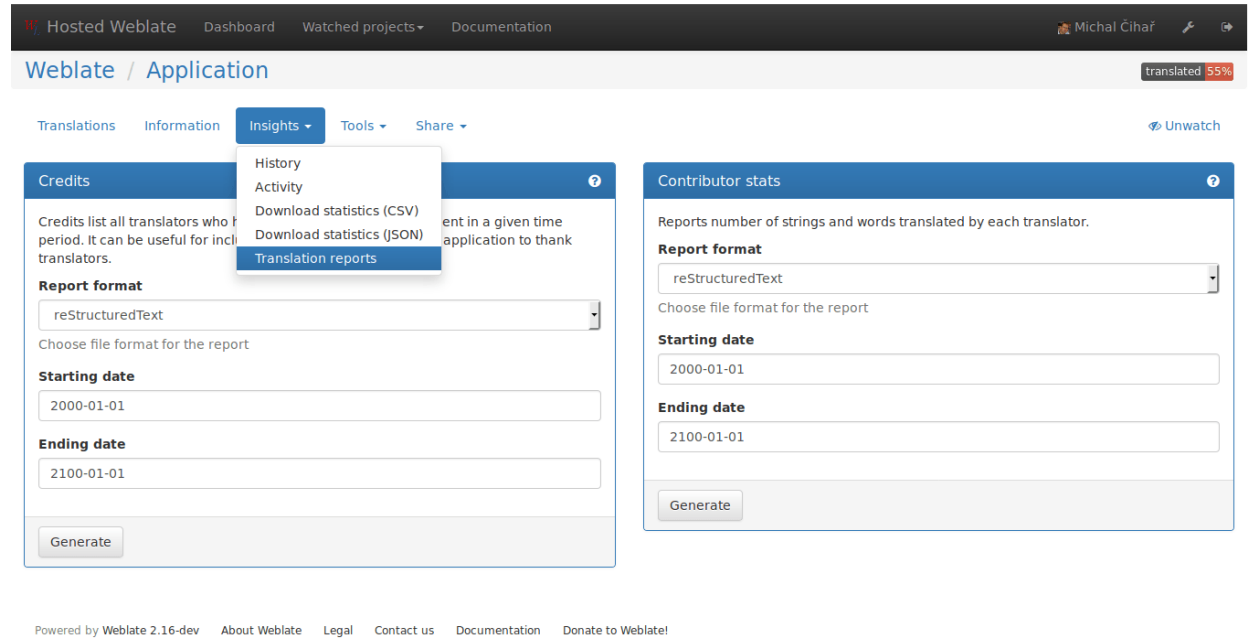 Hosted Weblate Dashboard Watched projects Documentation Michal Čihař
Weblate / Application translated 55%
Translations Information Insights Tools Share Unwatch
History
Activity
Download statistics (CSV)
Download statistics (JSON)
Translation reports
Credits
Credits list all translators who ent in a given time
period. It can be useful for application to thank
translators.
Report format
reStructuredText
Choose file format for the report
Starting date
2000-01-01
Ending date
2100-01-01
Generate
Contributor stats
Reports number of strings and words translated by each translator.
Report format
reStructuredText
Choose file format for the report
Starting date
2000-01-01
Ending date
2100-01-01
Generate
Powered by Weblate 2.16-dev About Weblate Legal Contact us Documentation Donate to Weblate!